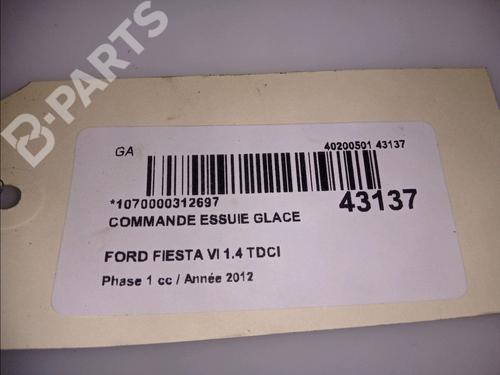 B-PARTS
GA
40200501 43137
*1070000312697
43137
COMMANDE ESSUIE GLACE
FORD FIESTA VI 1.4 TDCI
Phase 1 cc / Année 2012